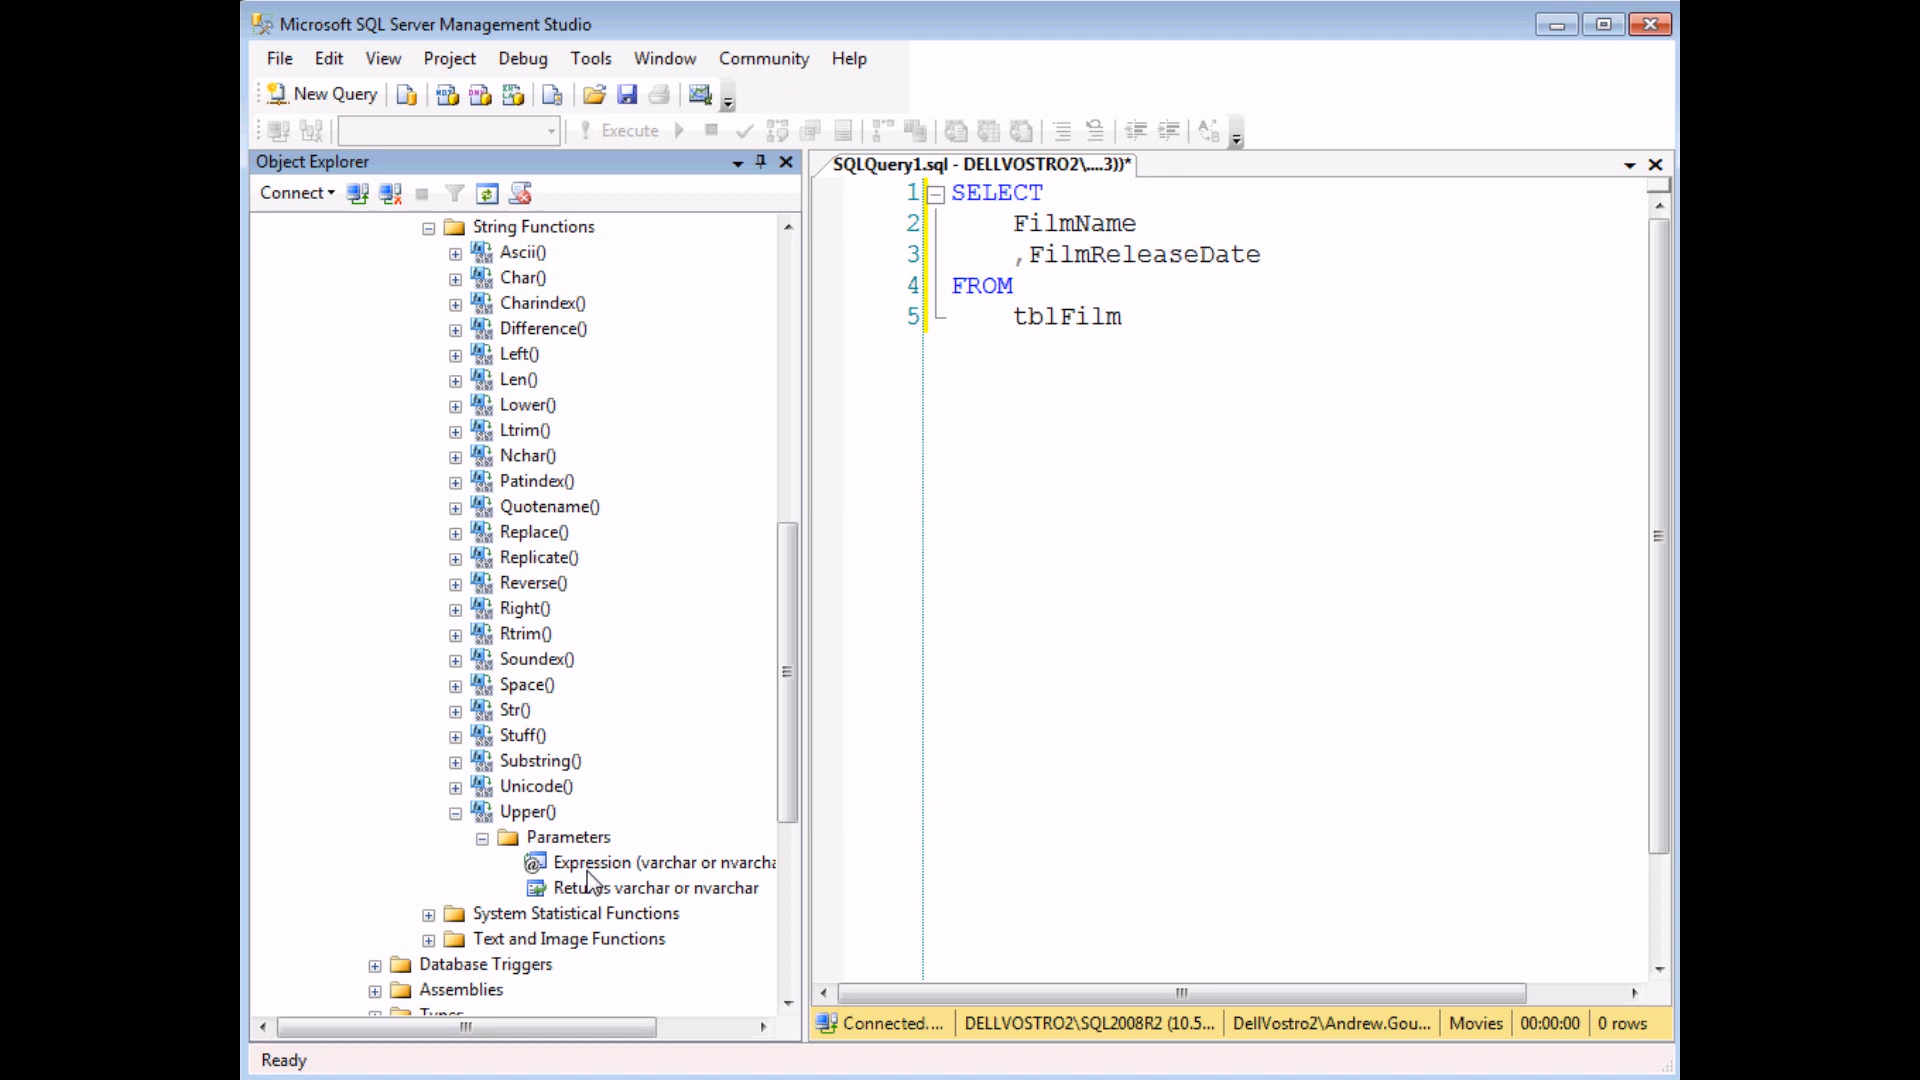 Microsoft SQL Server Management Studio
File Edit View Project Debug Tools Window Community Help
New Query
Execute
Object Explorer
Connect
String Functions
Ascii()
Char()
Charindex()
Difference()
Left()
Len()
Lower()
Ltrim()
Nchar()
Patindex()
Quotename()
Replace()
Replicate()
Reverse()
Right()
Rtrim()
Soundex()
Space()
Str()
Stuff()
Substring()
Unicode()
Upper()
Parameters
Expression (varchar or nvarcha
Returns varchar or nvarchar
System Statistical Functions
Text and Image Functions
Database Triggers
Assemblies
Types
SQLQuery1.sql - DELLVOSTRO2\....3))*
1 SELECT
2 FilmName
3 ,FilmReleaseDate
4 FROM
5 tblFilm
Connected.... DELLVOSTRO2\SQL2008R2 (10.5... DellVostro2\Andrew.Gou... Movies 00:00:00 0 rows
Ready